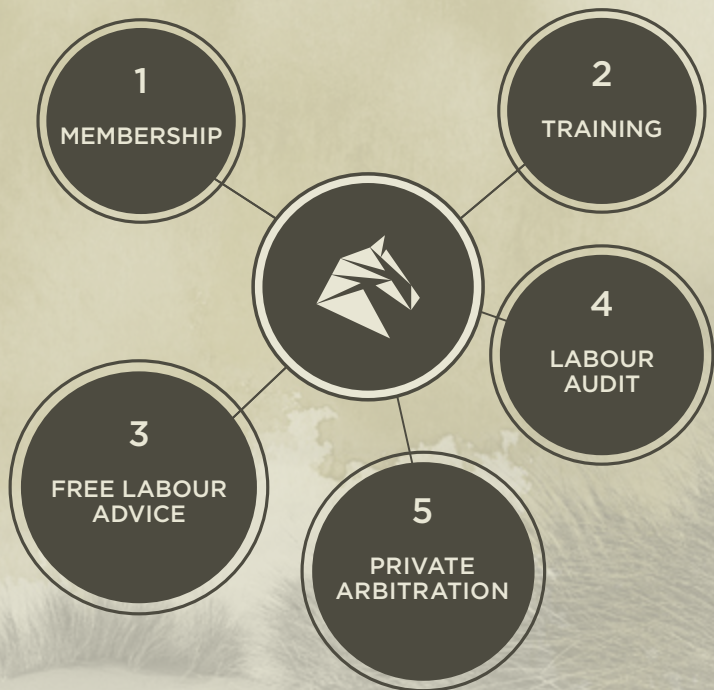 1
MEMBERSHIP
2
TRAINING
3
FREE LABOUR
ADVICE
4
LABOUR
AUDIT
5
PRIVATE
ARBITRATION